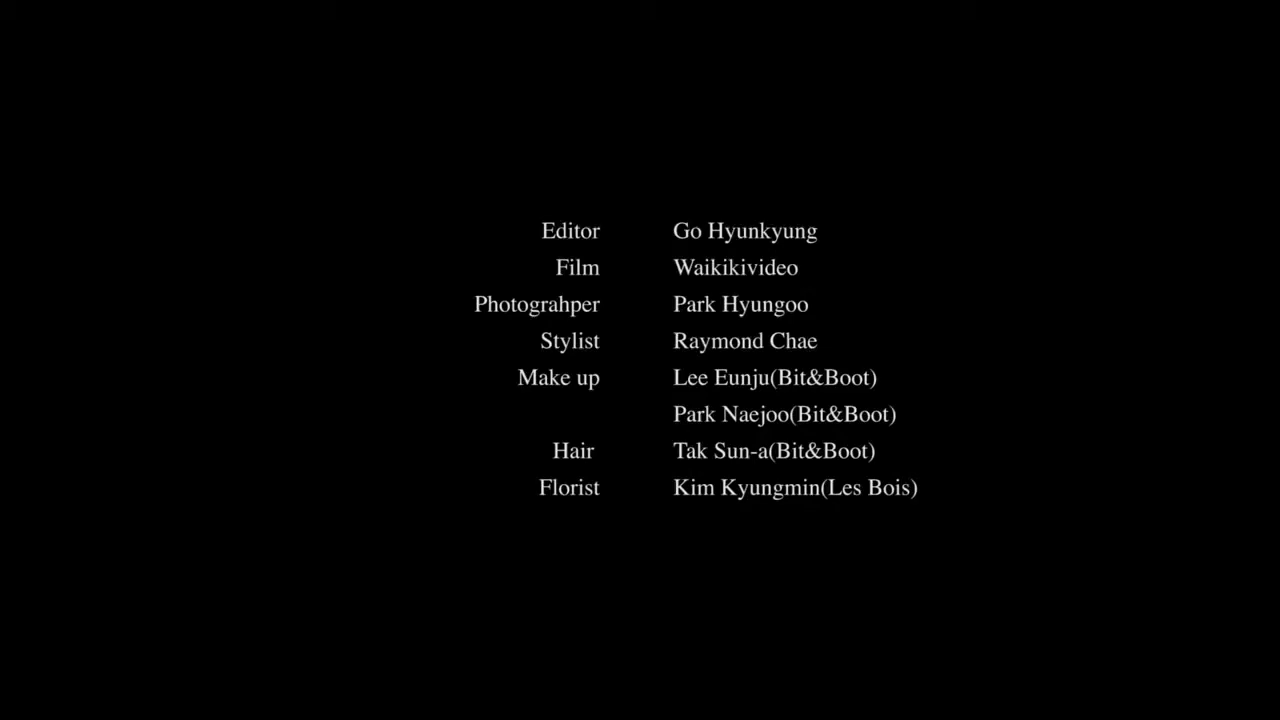 Editor Go Hyunkyung
Film Waikikivideo
Photograhper Park Hyungoo
Stylist Raymond Chae
Make up Lee Eunju(Bit&Boot)
Park Naejoo(Bit&Boot)
Hair Tak Sun-a(Bit&Boot)
Florist Kim Kyungmin(Les Bois)